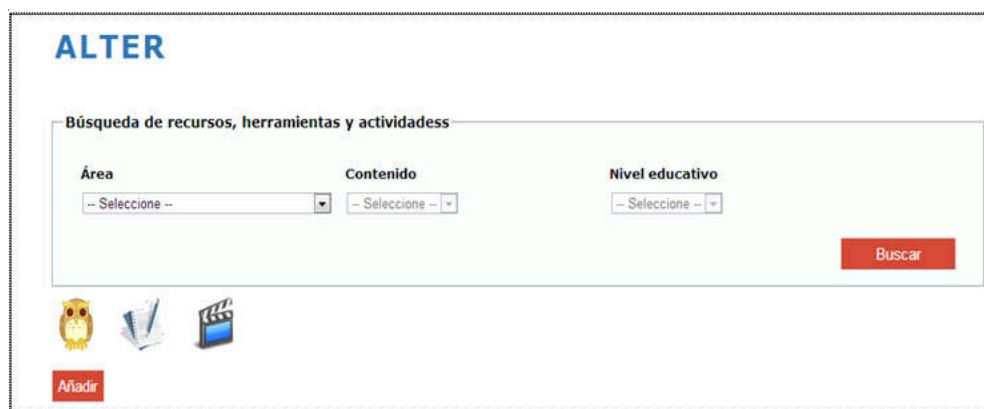 ALTER
Búsqueda de recursos, herramientas y actividadess
Área Contenido Nivel educativo
-- Seleccione -- -- Seleccione -- -- Seleccione --
Buscar
Añadir